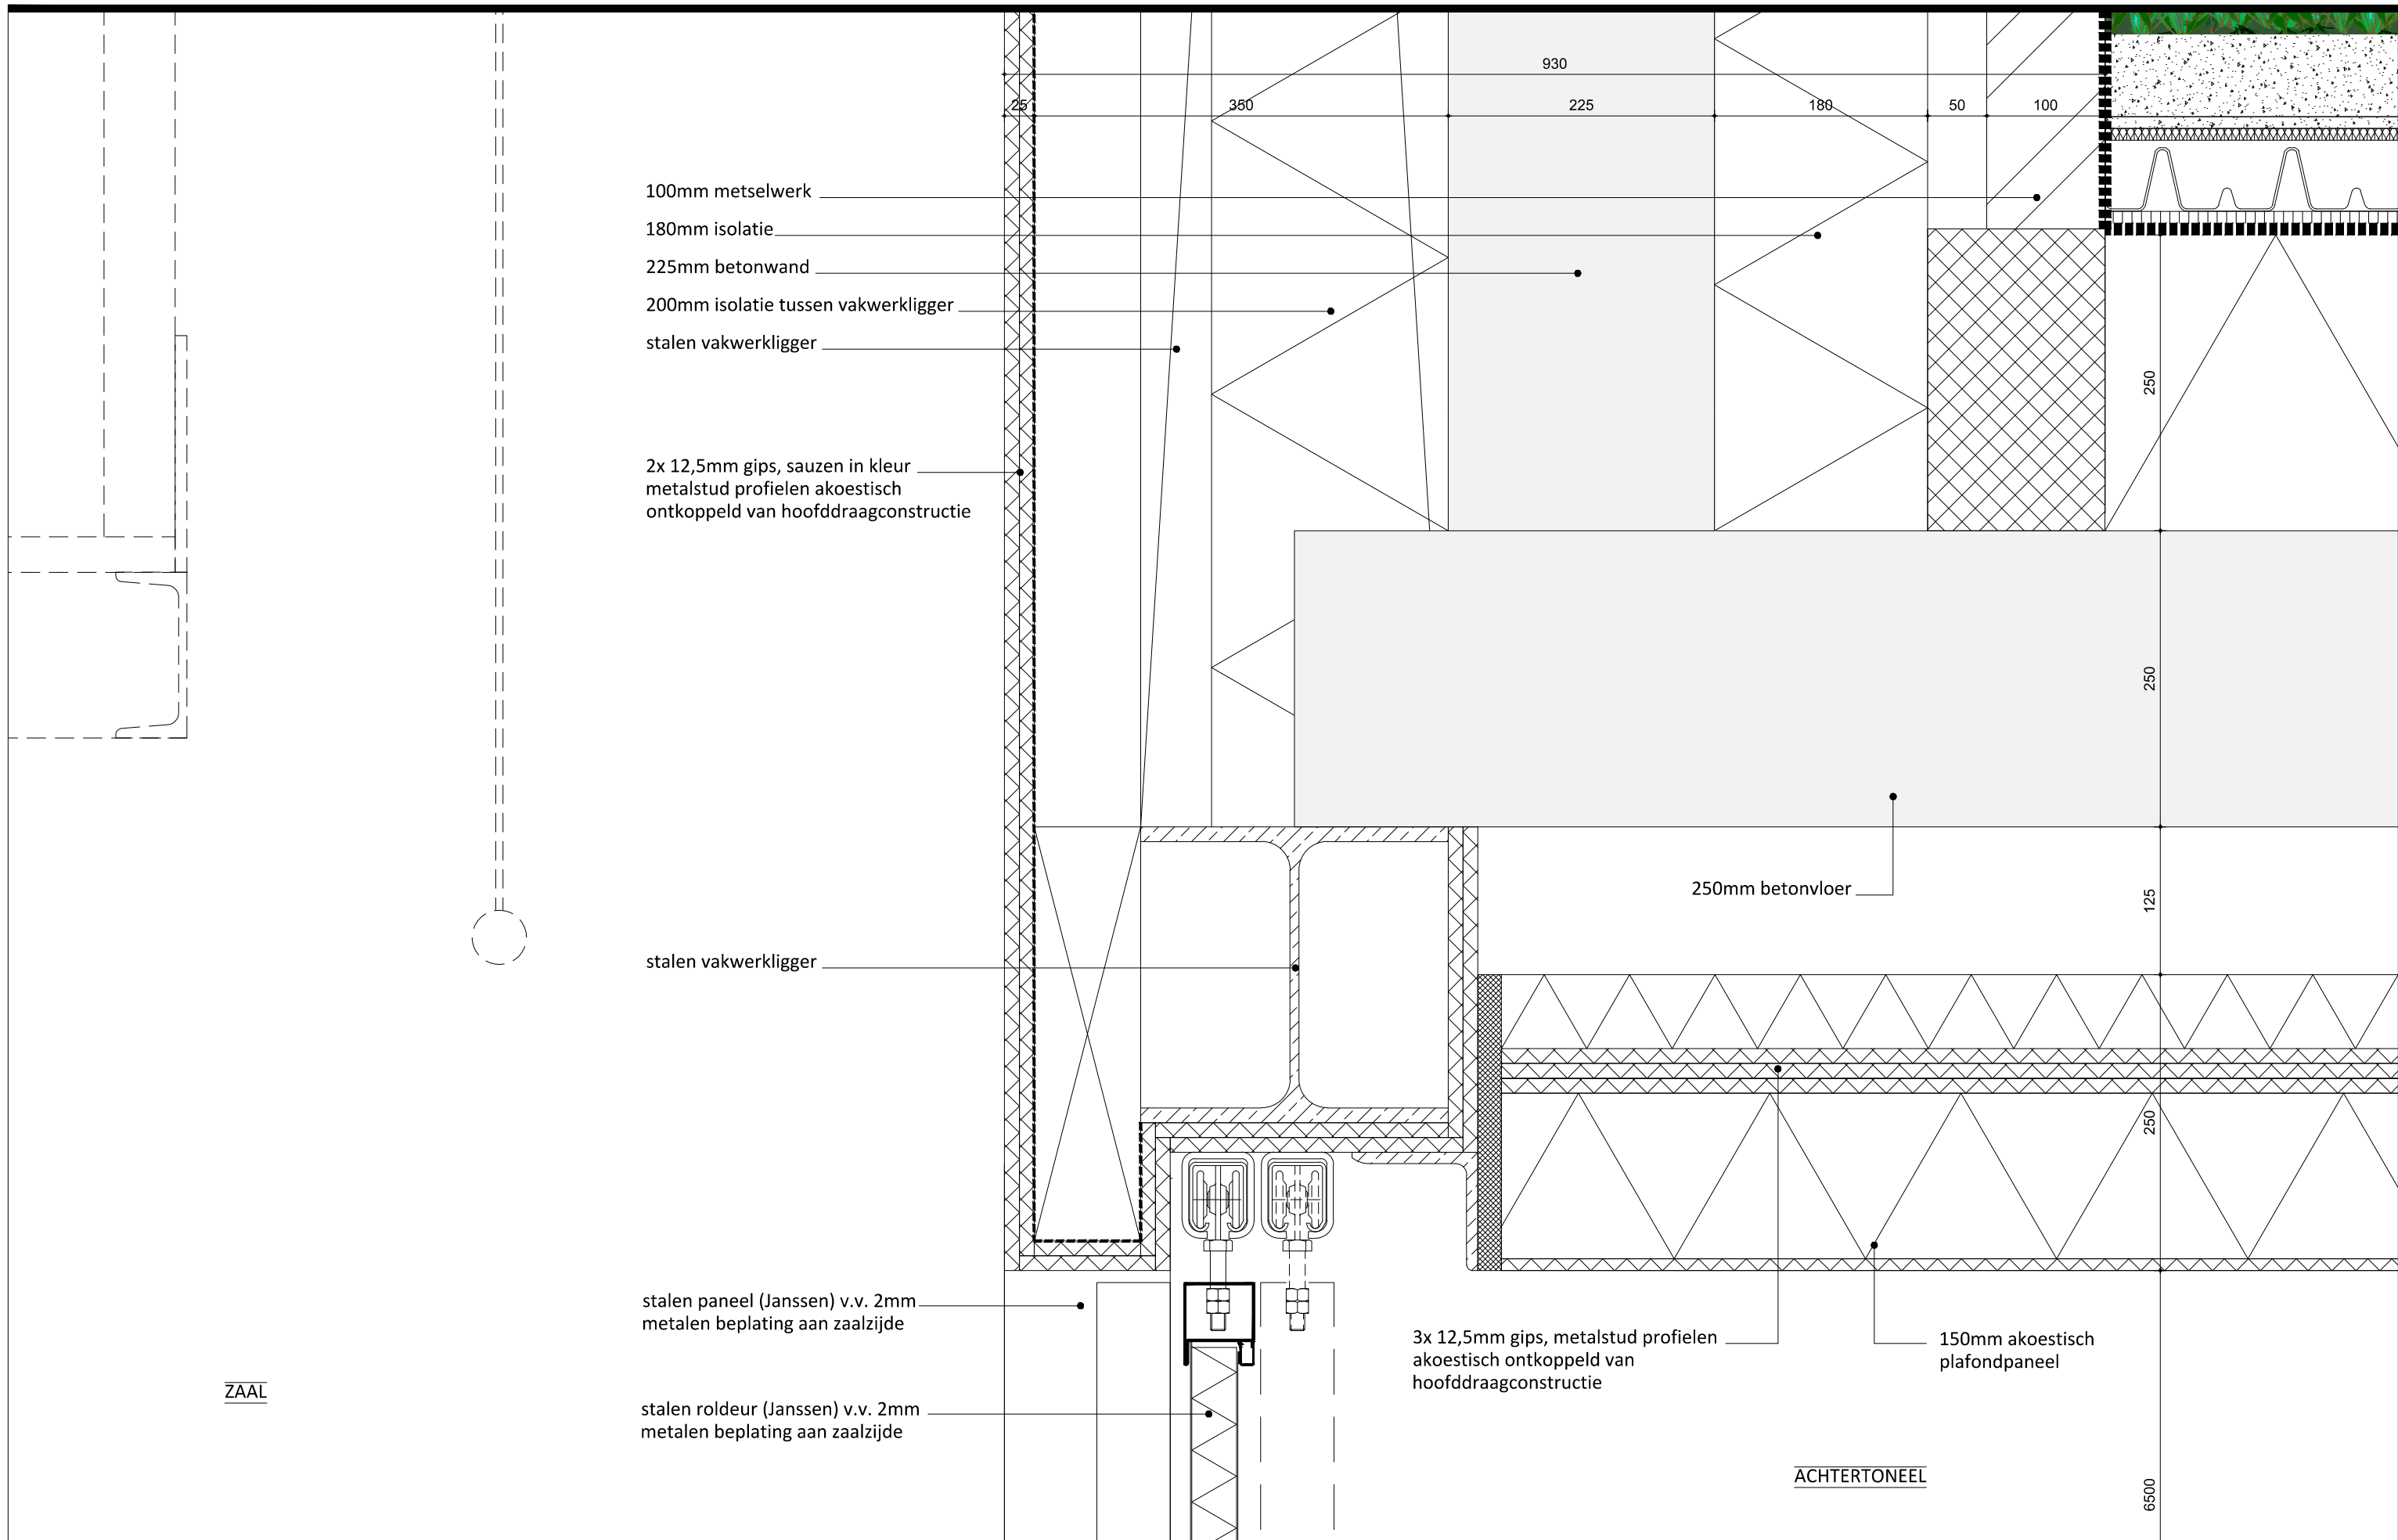 930
25
350
225
180
50
100
100mm metselwerk
180mm isolatie
225mm betonwand
200mm isolatie tussen vakwerkligger
stalen vakwerkligger
250
2x 12,5mm gips, sauzen in kleur
metalstud profielen akoestisch
ontkoppeld van hoofddraagconstructie
250
250mm betonvloer
125
stalen vakwerkligger
250
stalen paneel (Janssen) v.v. 2mm
metalen beplating aan zaalzijde
3x 12,5mm gips, metalstud profielen
akoestisch ontkoppeld van
hoofddraagconstructie
150mm akoestisch
plafondpaneel
ZAAL
stalen roldeur (Janssen) v.v. 2mm
metalen beplating aan zaalzijde
ACHTERTONEEL
6500